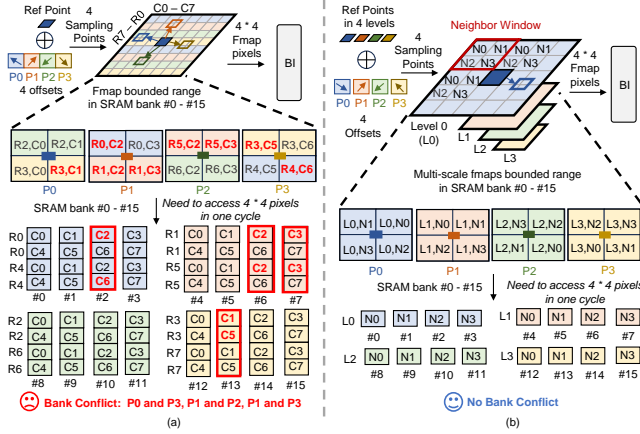 Ref Point
4
Sampling
Points
R7 – R0
C0 – C7
4 * 4
Fmap
pixels
BI
P0 P1 P2 P3
4 offsets
Fmap bounded range
in SRAM bank #0 - #15
R2,C0 R2,C1 R0,C2 R0,C3 R5,C2 R5,C3 R3,C5 R3,C6
R3,C0 R3,C1 R1,C2 R1,C3 R6,C2 R6,C3 R4,C5 R4,C6
P0 P1 P2 P3
SRAM bank #0 - #15
Need to access 4 * 4 pixels
in one cycle
R0 C0 C1 C2 C3
R0 C4 C5 C6 C7
R4 C0 C1 C2 C3
R4 C4 C5 C6 C7
#0 #1 #2 #3
R1 C0 C1 C2 C3
R1 C4 C5 C6 C7
R5 C0 C1 C2 C3
R5 C4 C5 C6 C7
#4 #5 #6 #7
R2 C0 C1 C2 C3
R2 C4 C5 C6 C7
R6 C0 C1 C2 C3
R6 C4 C5 C6 C7
#8 #9 #10 #11
R3 C0 C1 C2 C3
R3 C4 C5 C6 C7
R7 C0 C1 C2 C3
R7 C4 C5 C6 C7
#12 #13 #14 #15
Bank Conflict: P0 and P3, P1 and P2, P1 and P3
(a)
Ref Points
in 4 levels
4
Sampling
Points
Neighbor Window
N0 N1 N0 N1
N2 N3 N2 N3
N0 N1
N2 N3
4 * 4
Fmap
pixels
BI
P0 P1 P2 P3
4
Offsets
Level 0
(L0)
L1
L2
L3
Multi-scale fmaps bounded range
in SRAM bank #0 - #15
L0,N1 L0,N0 L1,N0 L1,N1 L2,N3 L2,N2 L3,N2 L3,N3
L0,N3 L0,N2 L1,N2 L1,N3 L2,N1 L2,N0 L3,N0 L3,N1
P0 P1 P2 P3
SRAM bank #0 - #15
Need to access 4 * 4 pixels
in one cycle
L0 N0 N1 N2 N3
#0 #1 #2 #3
L1 N0 N1 N2 N3
#4 #5 #6 #7
L2 N0 N1 N2 N3
#8 #9 #10 #11
L3 N0 N1 N2 N3
#12 #13 #14 #15
No Bank Conflict
(b)